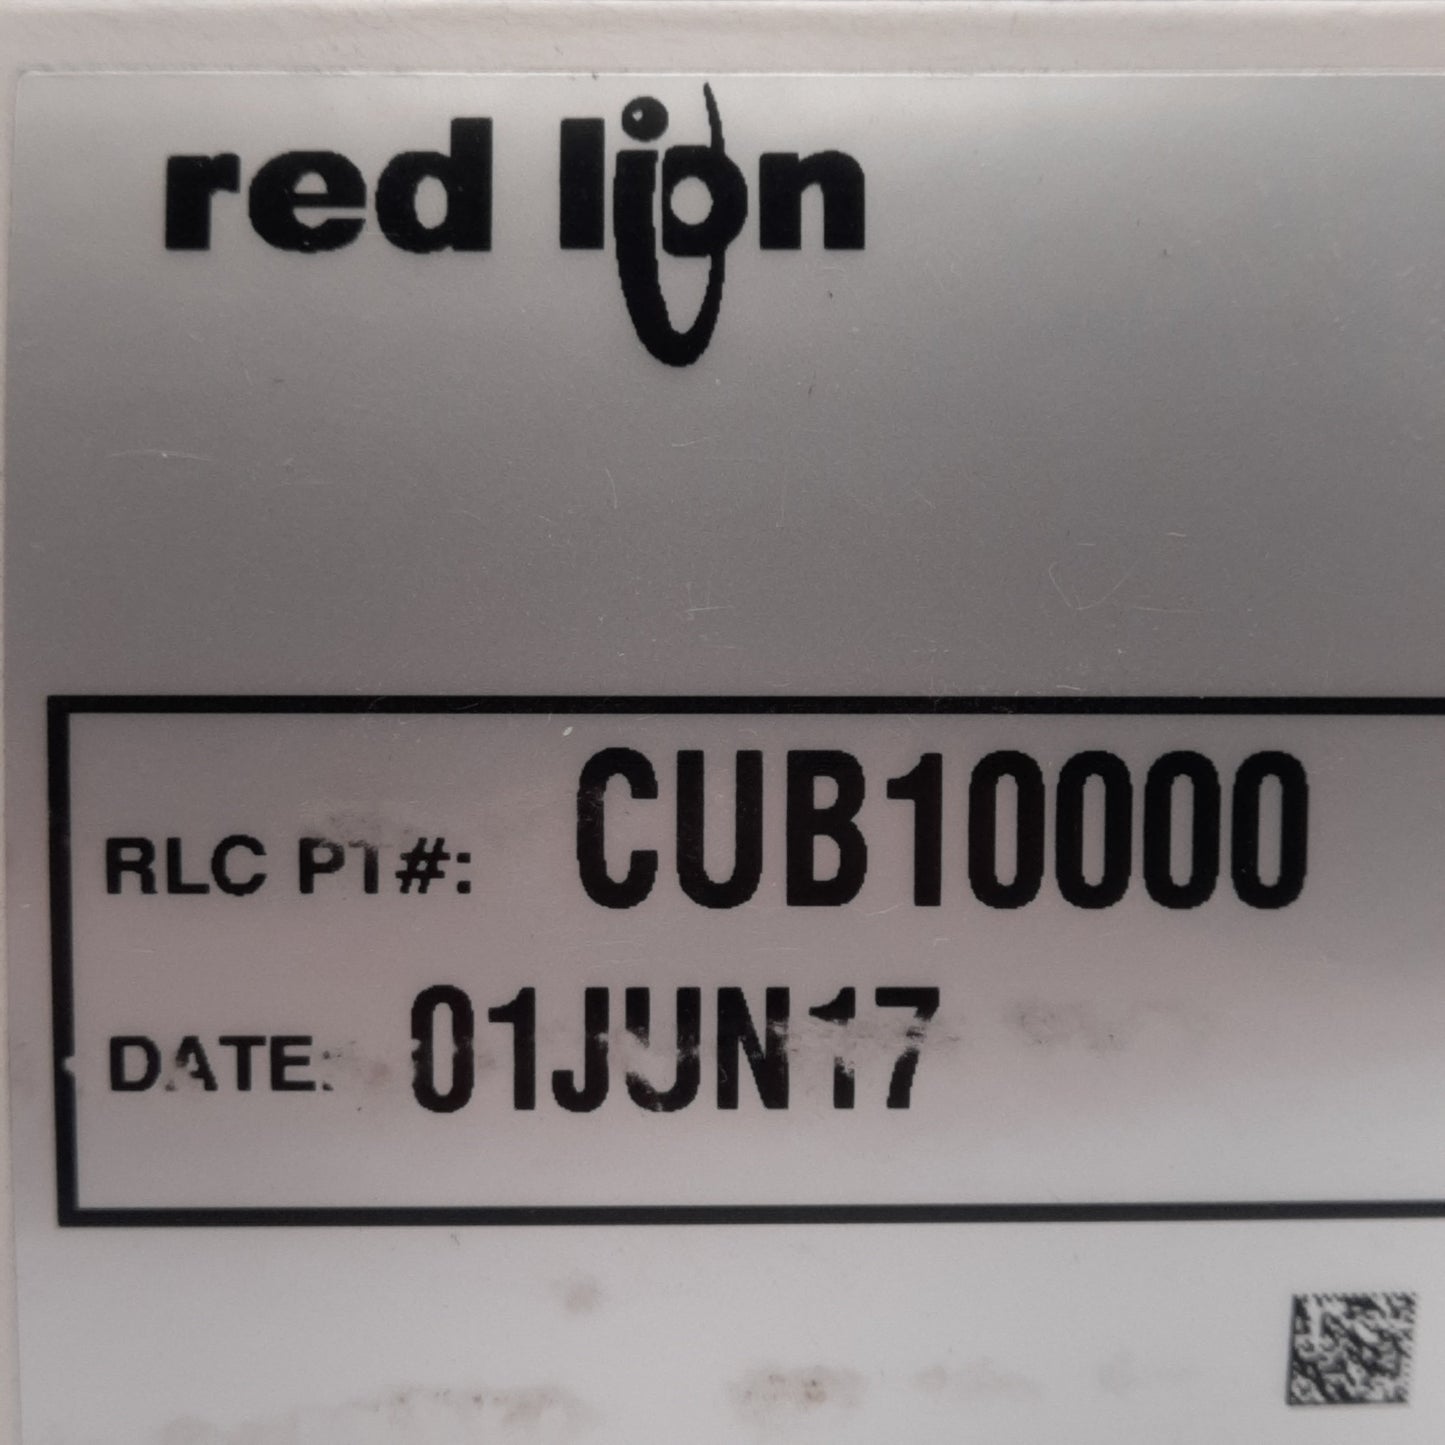 red lion
RLC PT#: CUB10000
DATE: 01JUN17